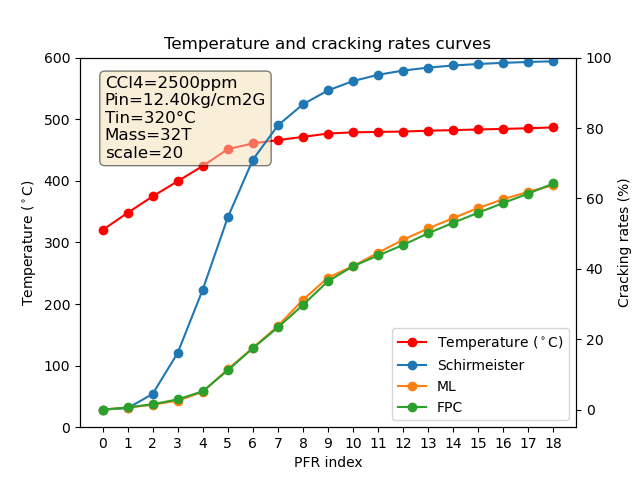 Temperature and cracking rates curves
CCl4=2500ppm
Pin=12.40kg/cm2G
Tin=320°C
Mass=32T
scale=20
Temperature (°C)
600
500
400
300
200
100
0
100
80
60
40
20
0
Cracking rates (%)
Temperature (°C)
Schirmeister
ML
FPC
0 1 2 3 4 5 6 7 8 9 10 11 12 13 14 15 16 17 18
PFR index